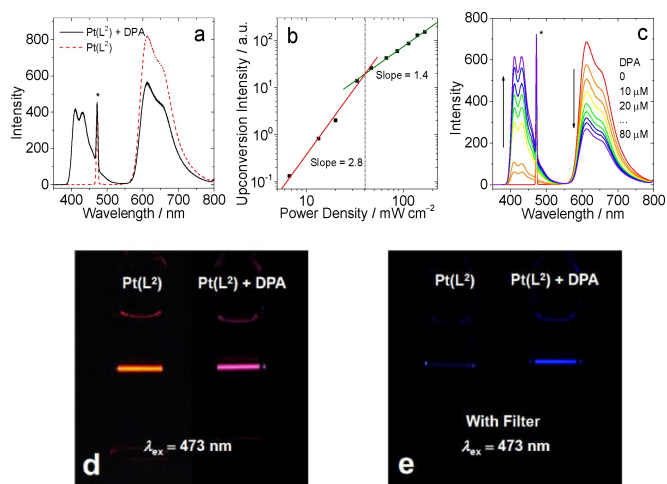 a
Pt(L²) + DPA
Pt(L²)
*
Intensity
800
600
400
200
0
400 500 600 700 800
Wavelength / nm
b
Upconversion Intensity / a.u.
10²
10¹
10⁰
10⁻¹
Slope = 1.4
Slope = 2.8
10 100
Power Density / mW cm⁻²
c
*
DPA
0
10 μM
20 μM
...
80 μM
Intensity
800
600
400
200
0
400 500 600 700 800
Wavelength / nm
Pt(L²) Pt(L²) + DPA
λex = 473 nm
d
Pt(L²) Pt(L²) + DPA
With Filter
λex = 473 nm
e